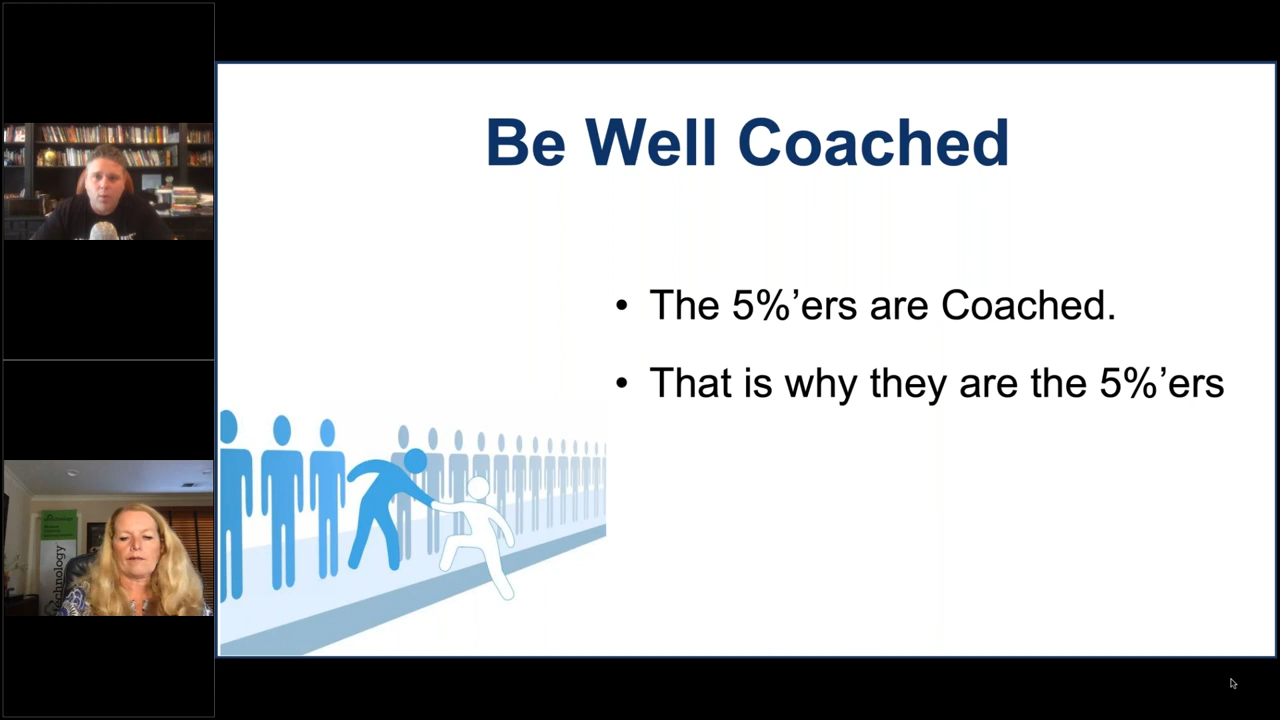 Be Well Coached
• The 5%’ers are Coached.
• That is why they are the 5%’ers